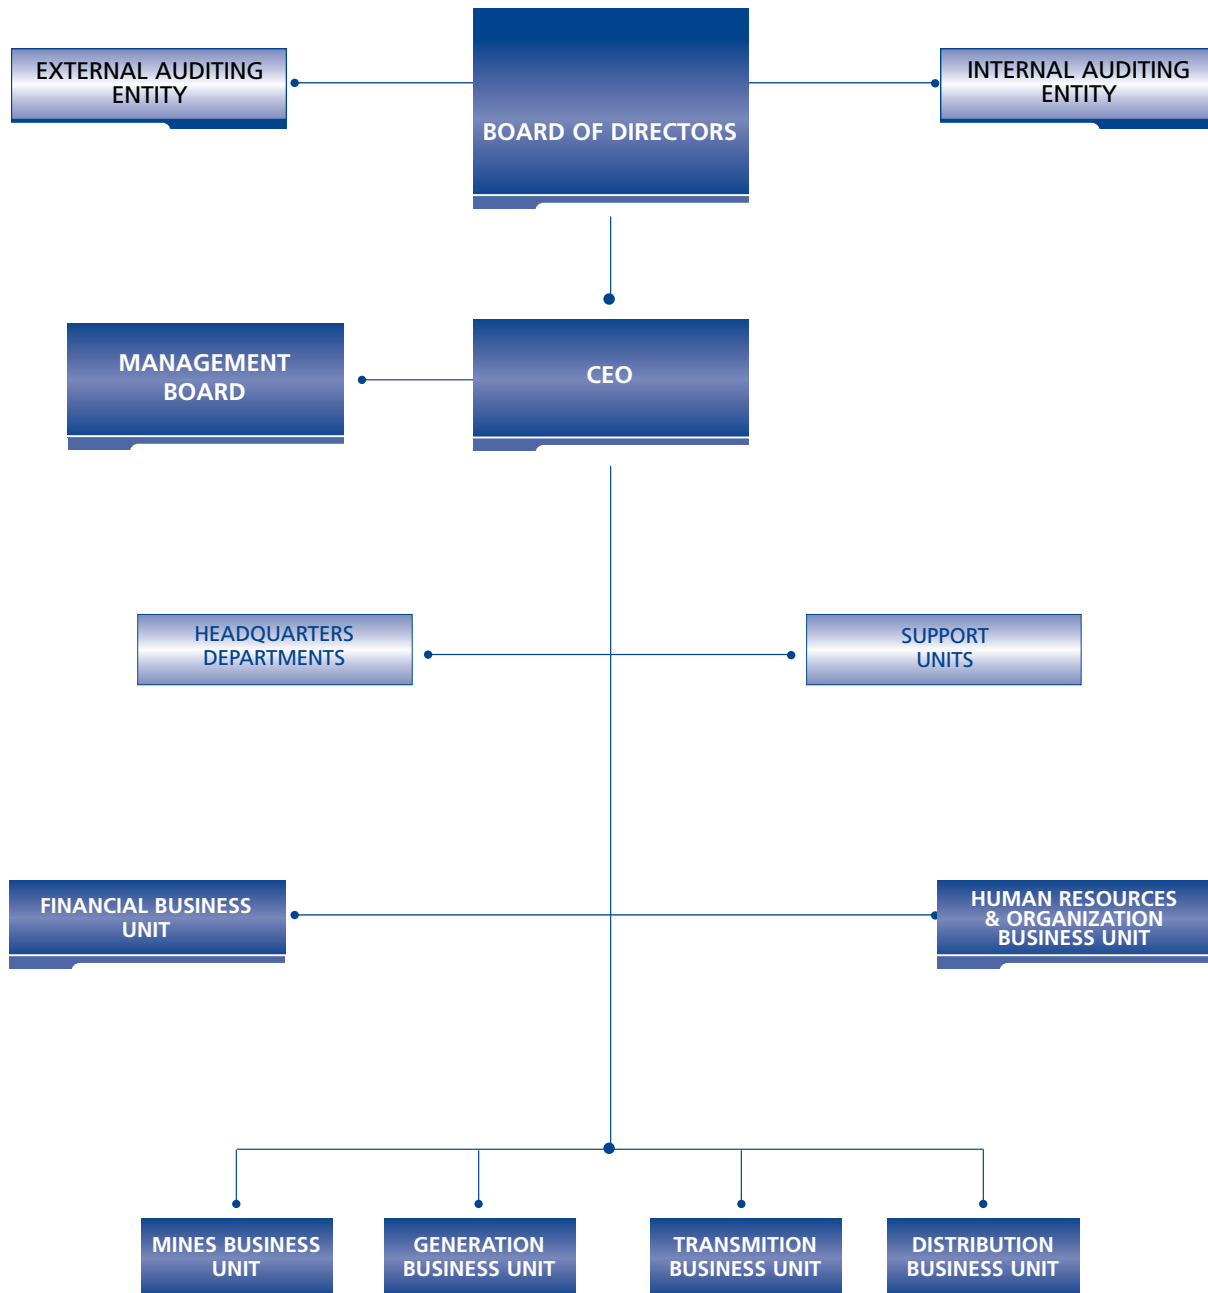 EXTERNAL AUDITING
ENTITY
BOARD OF DIRECTORS
INTERNAL AUDITING
ENTITY
MANAGEMENT
BOARD
CEO
HEADQUARTERS
DEPARTMENTS
SUPPORT
UNITS
FINANCIAL BUSINESS
UNIT
HUMAN RESOURCES
& ORGANIZATION
BUSINESS UNIT
MINES BUSINESS
UNIT
GENERATION
BUSINESS UNIT
TRANSMITION
BUSINESS UNIT
DISTRIBUTION
BUSINESS UNIT